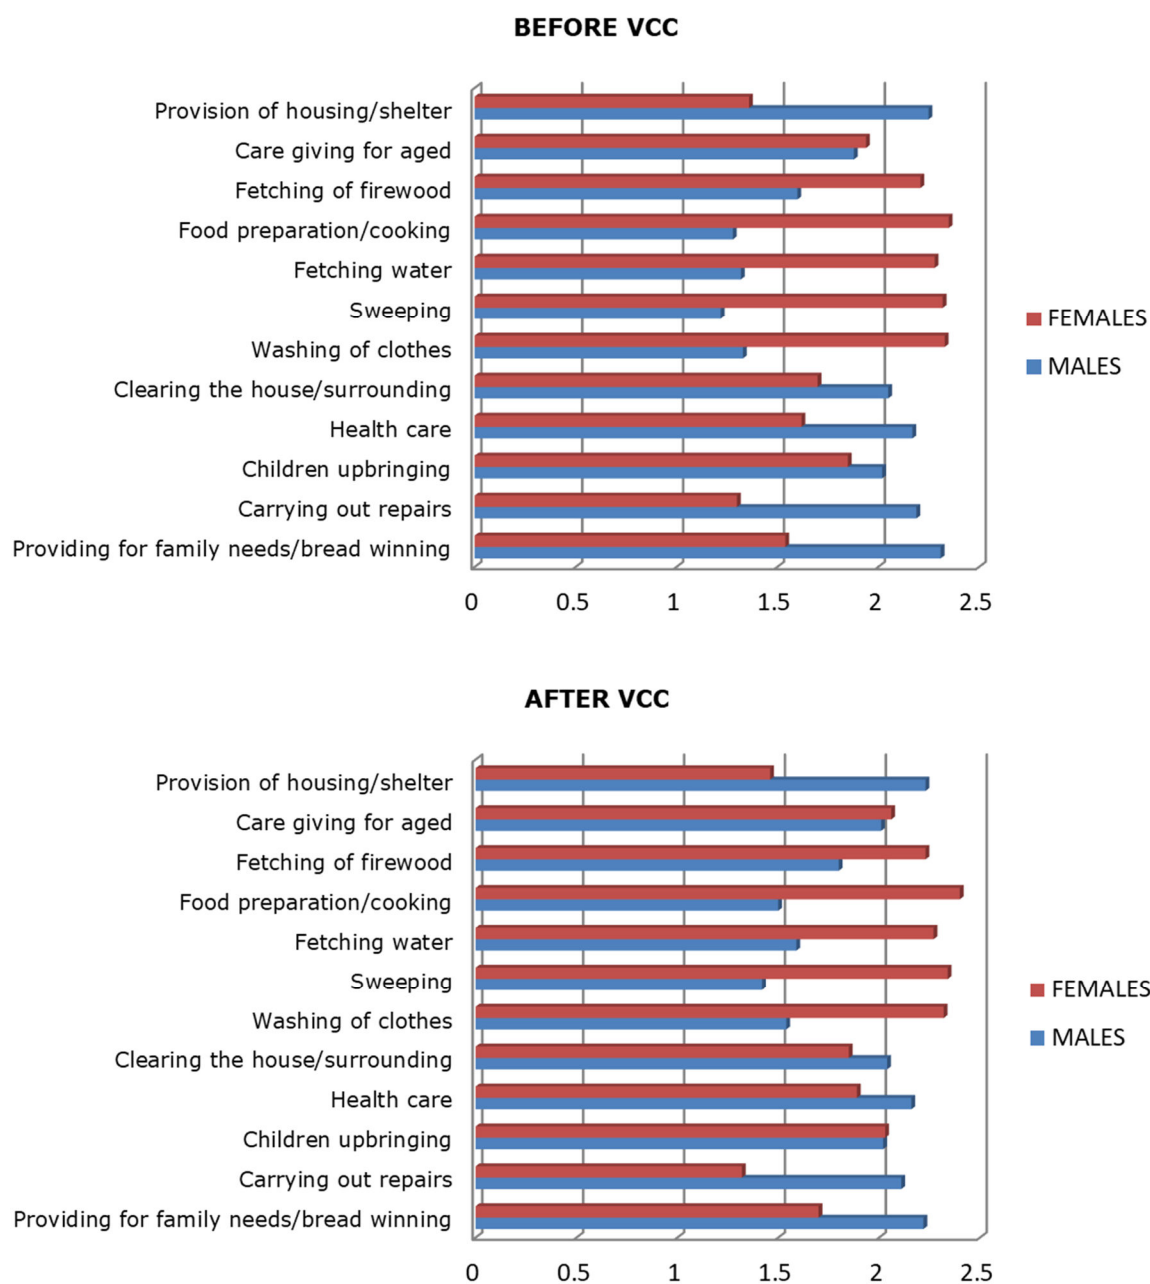 BEFORE VCC
Provision of housing/shelter
Care giving for aged
Fetching of firewood
Food preparation/cooking
Fetching water
Sweeping
Washing of clothes
Clearing the house/surrounding
Health care
Children upbringing
Carrying out repairs
Providing for family needs/bread winning
0 0.5 1 1.5 2 2.5
FEMALES
MALES
AFTER VCC
Provision of housing/shelter
Care giving for aged
Fetching of firewood
Food preparation/cooking
Fetching water
Sweeping
Washing of clothes
Clearing the house/surrounding
Health care
Children upbringing
Carrying out repairs
Providing for family needs/bread winning
0 0.5 1 1.5 2 2.5
FEMALES
MALES